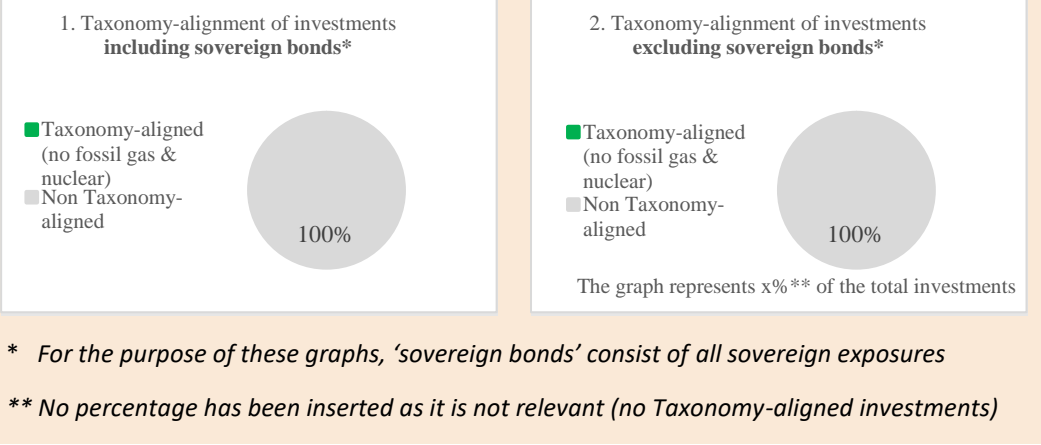 1. Taxonomy-alignment of investments
including sovereign bonds*
Taxonomy-aligned
(no fossil gas &
nuclear)
Non Taxonomy-
aligned
100%
2. Taxonomy-alignment of investments
excluding sovereign bonds*
Taxonomy-aligned
(no fossil gas &
nuclear)
Non Taxonomy-
aligned
100%
The graph represents x%** of the total investments
* For the purpose of these graphs, ‘sovereign bonds’ consist of all sovereign exposures
** No percentage has been inserted as it is not relevant (no Taxonomy-aligned investments)